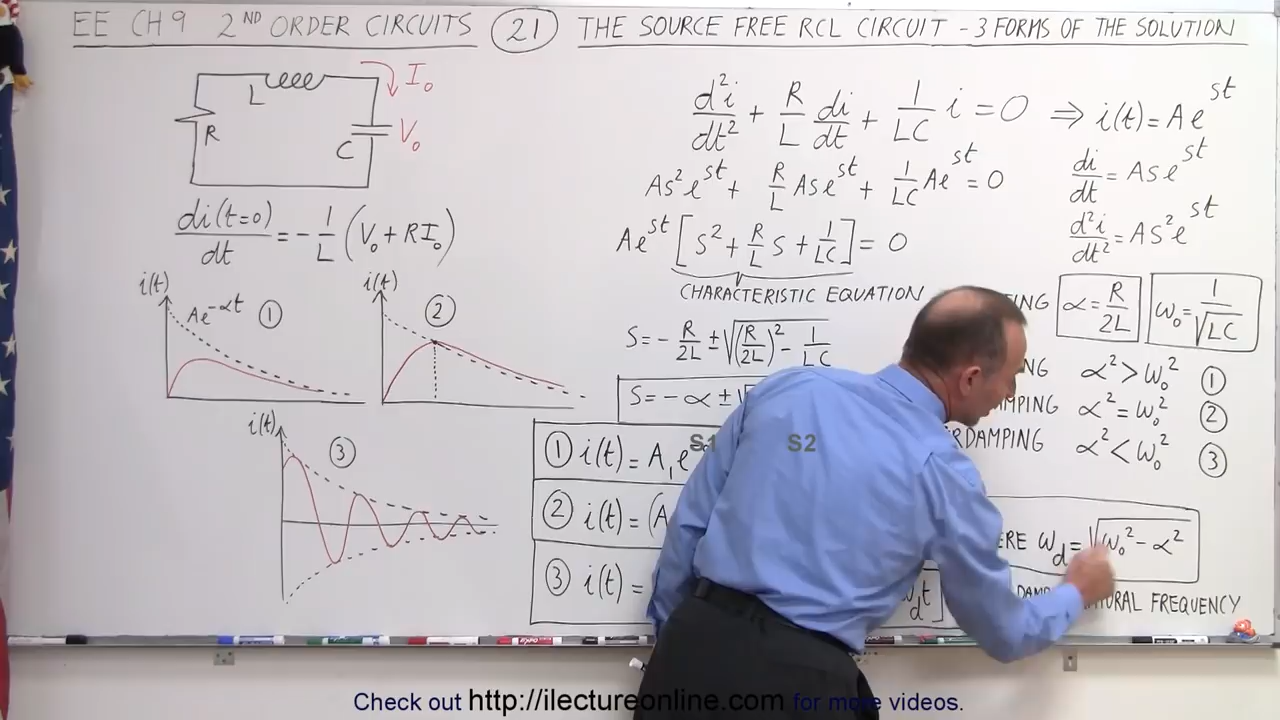 EE CH 9 2ND ORDER CIRCUITS (21) THE SOURCE FREE RCL CIRCUIT - 3 FORMS OF THE SOLUTION
L
R
C
I₀
V₀
di(t=0)/dt = -1/L (V₀ + RI₀)
i(t)
Ae^-αt
①
i(t)
②
i(t)
③
d²i/dt² + R/L di/dt + 1/LC i = 0 ⇒ i(t) = Ae^st
As²e^st + R/L Ase^st + 1/LC Ae^st = 0
di/dt = Ase^st
Ae^st [s² + R/L s + 1/LC] = 0
d²i/dt² = As²e^st
CHARACTERISTIC EQUATION
α = R/2L
ω₀ = 1/√LC
S = -R/2L ± √(R/2L)² - 1/LC
S = -α ±
α² > ω₀² ①
α² = ω₀² ②
α² < ω₀² ③
S1 S2
① i(t) = A₁e
② i(t) = (A
③ i(t) =
ω_d = √ω₀² - α²
dt]
FREQUENCY
Check out http://ilectureonline.com for more videos.